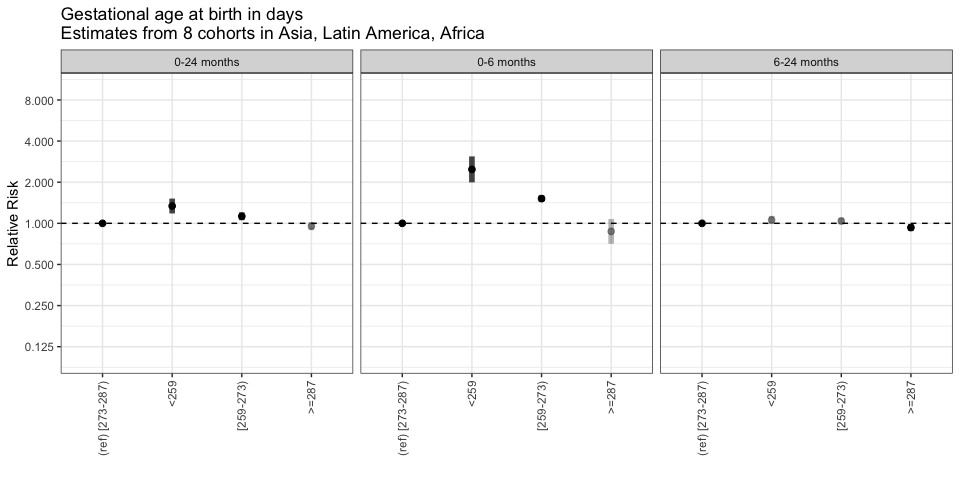 Gestational age at birth in days
Estimates from 8 cohorts in Asia, Latin America, Africa
0-24 months
0-6 months
6-24 months
Relative Risk
8.000
4.000
2.000
1.000
0.500
0.250
0.125
(ref) [273-287)
<259
[259-273)
>=287
(ref) [273-287)
<259
[259-273)
>=287
(ref) [273-287)
<259
[259-273)
>=287